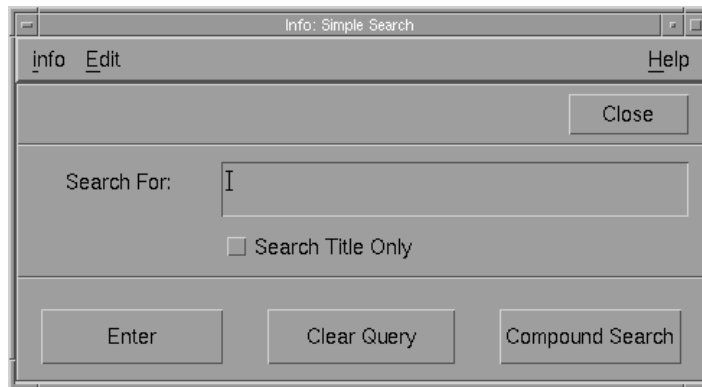 Info: Simple Search
info Edit Help
Close
Search For:
Search Title Only
Enter Clear Query Compound Search